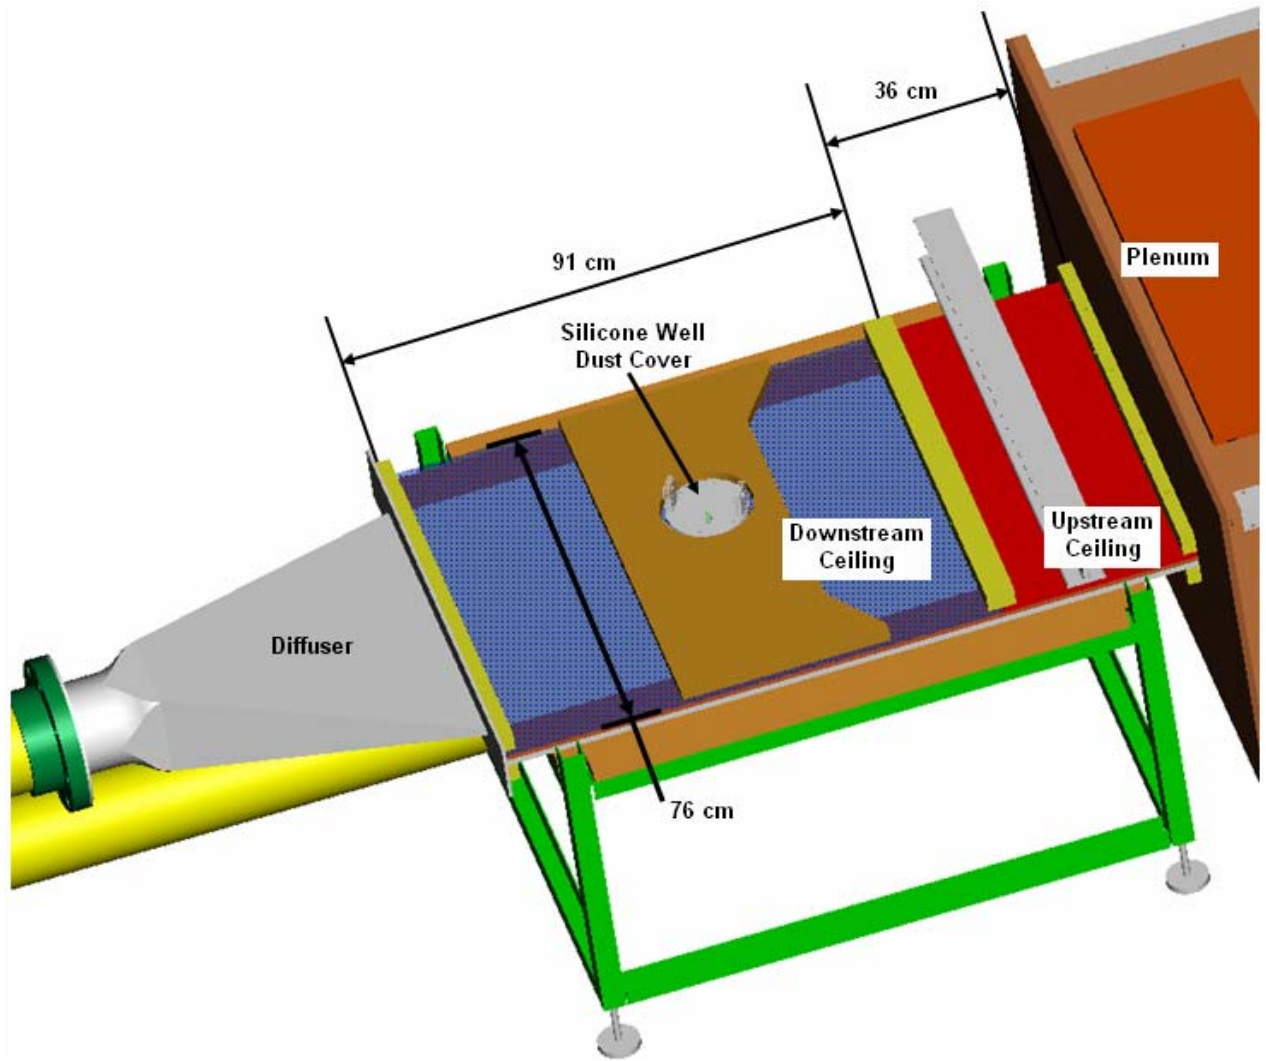 36 cm
91 cm
Plenum
Silicone Well
Dust Cover
Downstream
Ceiling
Upstream
Ceiling
Diffuser
76 cm